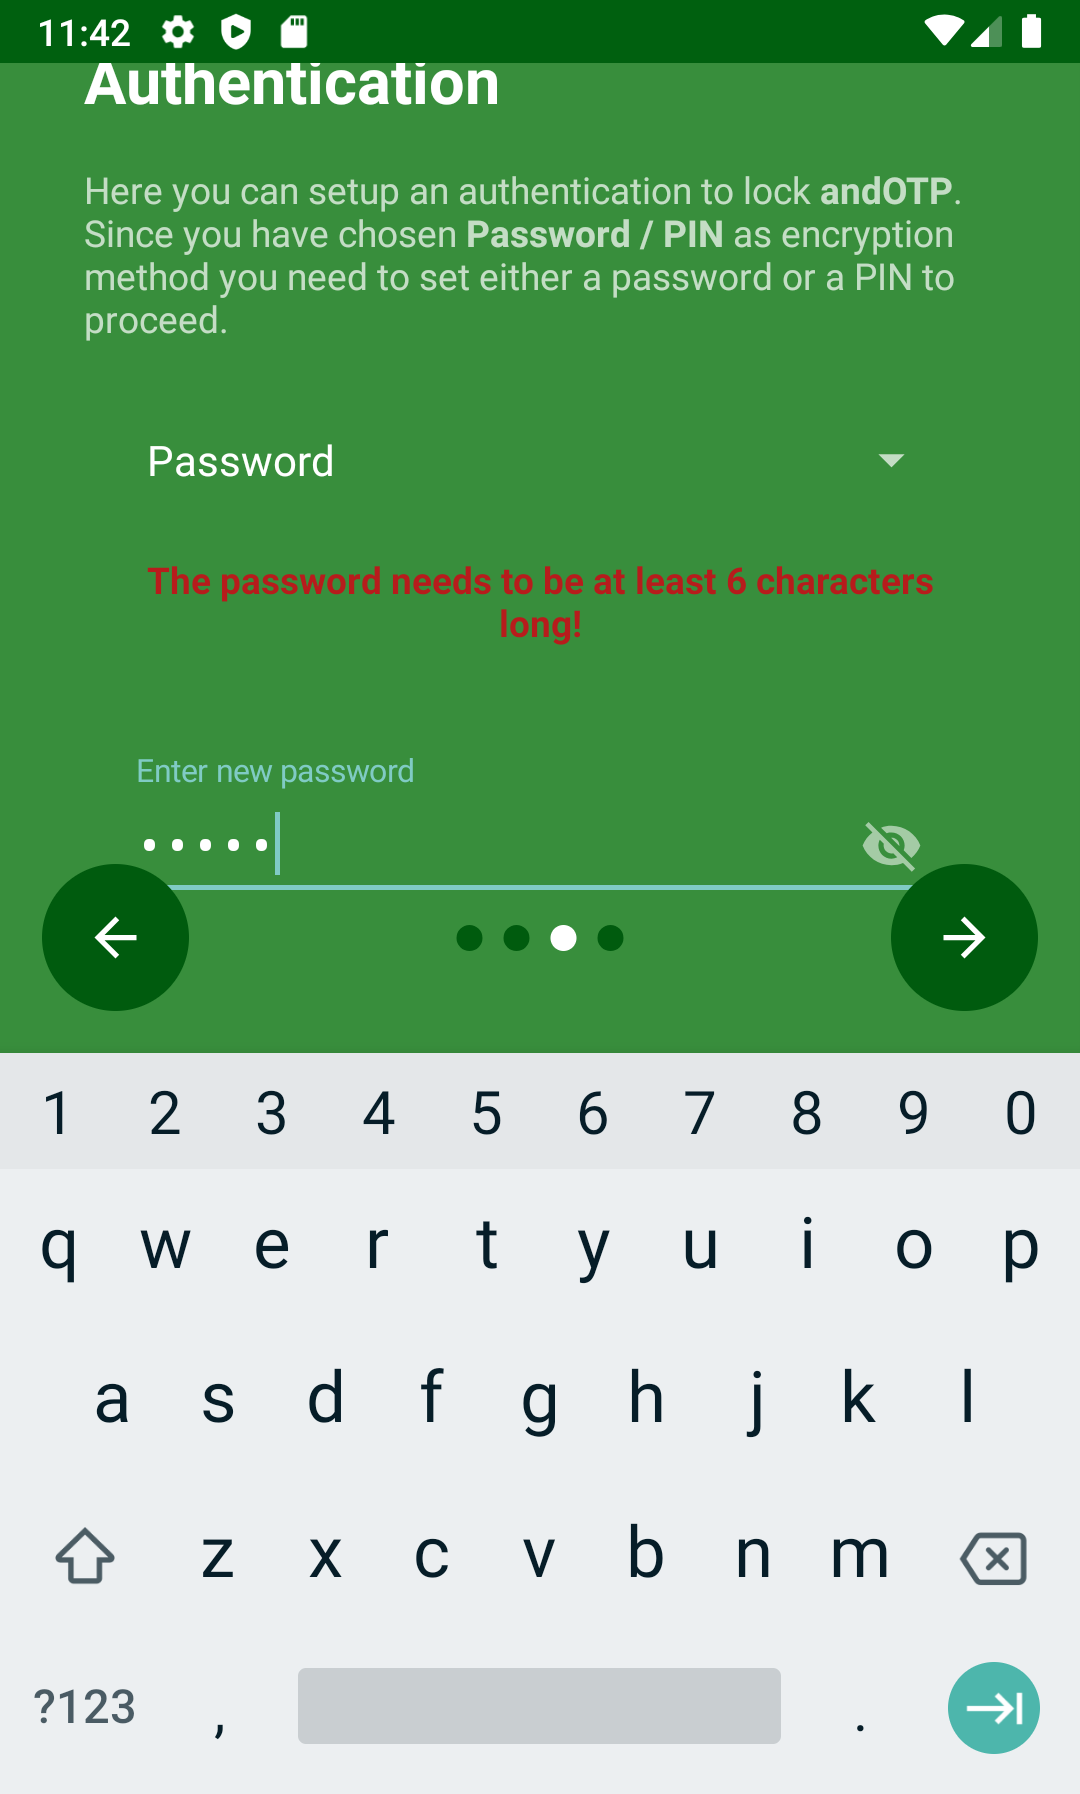 11:42
Authentication
Here you can setup an authentication to lock andOTP.
Since you have chosen Password / PIN as encryption
method you need to set either a password or a PIN to
proceed.
Password
The password needs to be at least 6 characters
long!
Enter new password
•••••
1 2 3 4 5 6 7 8 9 0
q w e r t y u i o p
a s d f g h j k l
z x c v b n m
?123 , .